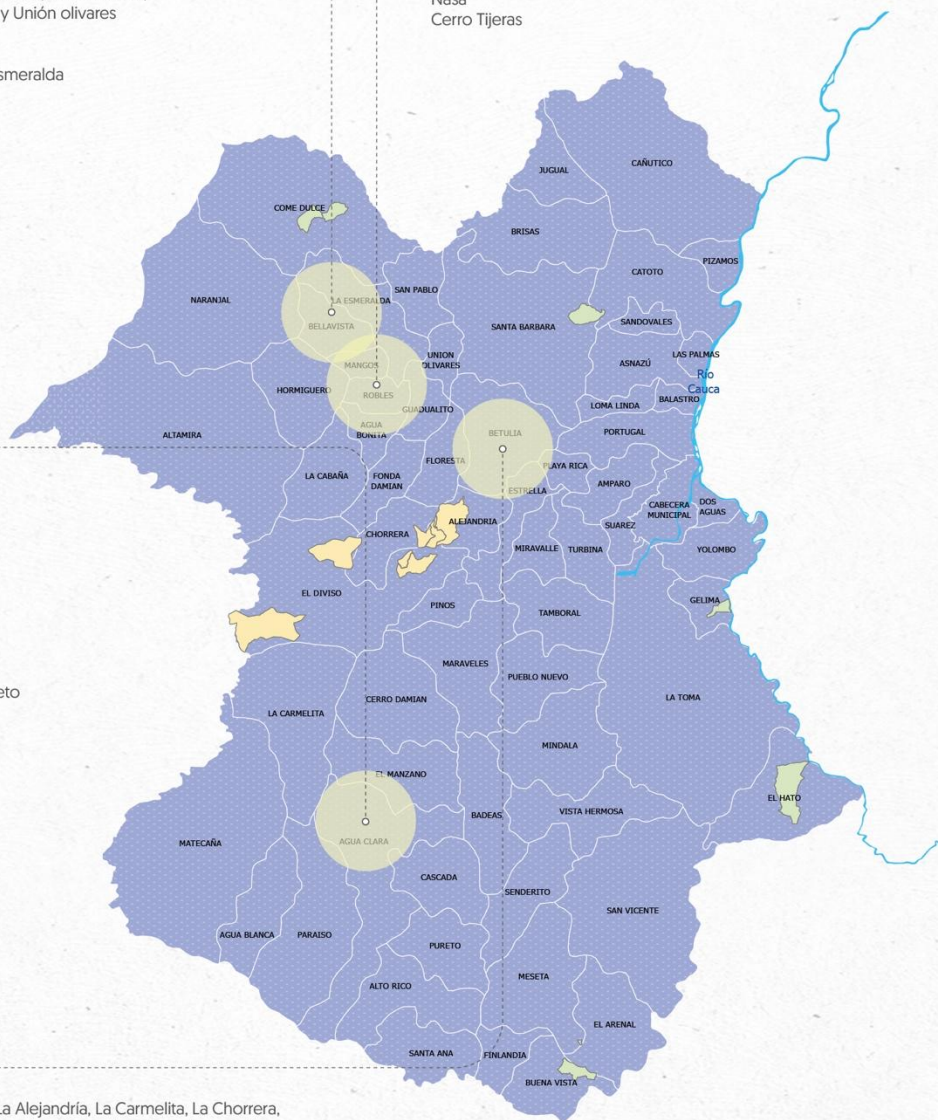 y Unión olivares
Nasa
Cerro Tijeras
smeralda
JUGUAL
CAÑUTICO
COME DULCE
BRISAS
PIZAMOS
CATOTO
NARANJAL
SAN PABLO
LA ESMERALDA
BELLAVISTA
SANTA BARBARA
SANDOVALES
UNION
OLIVARES
LAS PALMAS
MANGOS
ASNAZÚ
Río
Cauca
HORMIGUERO
ROBLES
BALASTRO
GUADUALITO
LOMA LINDA
AGUA
BONITA
ALTAMIRA
BETULIA
PORTUGAL
FLORESTA
PLAYA RICA
LA CABAÑA
FONDA
DAMIAN
AMPARO
ESTRELLA
CABECERA
MUNICIPAL
DOS
AGUAS
ALEJANDRIA
SUAREZ
CHORRERA
MIRAVALLE
TURBINA
YOLOMBO
EL DIVISO
GELIMA
PINOS
TAMBORAL
MARAVELES
PUEBLO NUEVO
eto
CERRO DAMIAN
LA TOMA
LA CARMELITA
MINDALA
EL MANZANO
EL HATO
VISTA HERMOSA
BADEAS
MATECAÑA
AGUA CLARA
CASCADA
SENDERITO
SAN VICENTE
AGUA BLANCA
PARAISO
PURETO
MESETA
ALTO RICO
EL ARENAL
SANTA ANA
FINLANDIA
BUENA VISTA
La Alejandría, La Carmelita, La Chorrera,